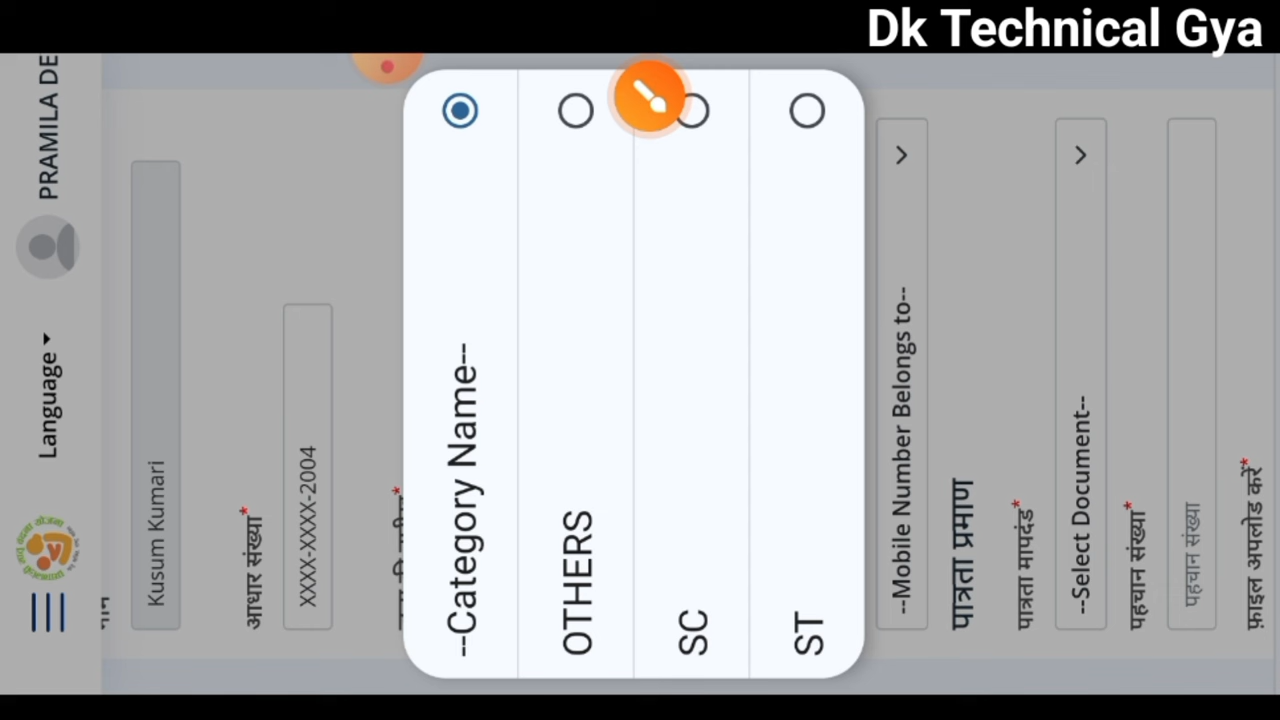 Dk Technical Gya
PRAMILA DE
Language
Kusum Kumari
आधार संख्या*
XXXX-XXXX-2004
--Category Name--
OTHERS
SC
ST
--Mobile Number Belongs to--
पात्रता प्रमाण
पात्रता मापदंड*
--Select Document--
पहचान संख्या*
पहचान संख्या
फ़ाइल अपलोड करें*